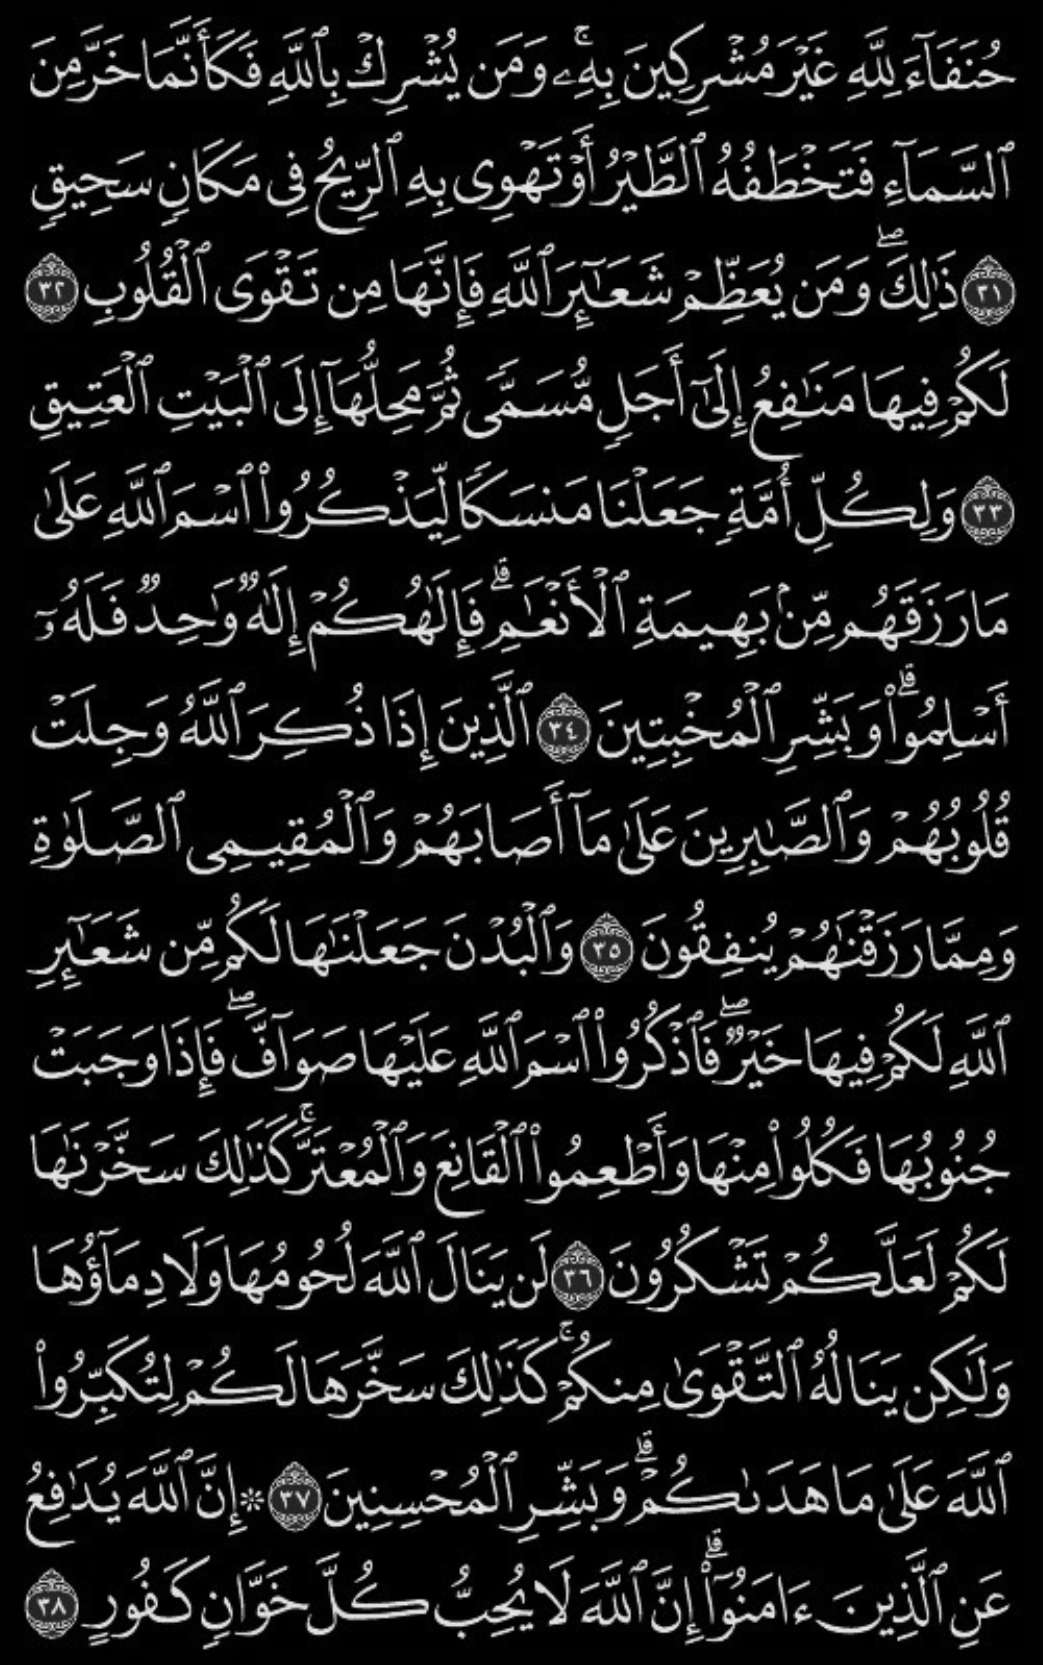 حُنَفَآءَ لِلَّهِ غَيْرَ مُشْرِكِينَ بِهِۦۚ وَمَن يُشْرِكْ بِٱللَّهِ فَكَأَنَّمَا خَرَّ مِنَ
ٱلسَّمَآءِ فَتَخْطَفُهُ ٱلطَّيْرُ أَوْ تَهْوِى بِهِ ٱلرِّيحُ فِى مَكَانٍ سَحِيقٍ
٣١ ذَٰلِكَۖ وَمَن يُعَظِّمْ شَعَٰٓئِرَ ٱللَّهِ فَإِنَّهَا مِن تَقْوَى ٱلْقُلُوبِ ٣٢
لَكُمْ فِيهَا مَنَٰفِعُ إِلَىٰٓ أَجَلٍ مُّسَمًّى ثُمَّ مَحِلُّهَآ إِلَى ٱلْبَيْتِ ٱلْعَتِيقِ
٣٣ وَلِكُلِّ أُمَّةٍ جَعَلْنَا مَنسَكًا لِّيَذْكُرُوا۟ ٱسْمَ ٱللَّهِ عَلَىٰ
مَا رَزَقَهُم مِّنۢ بَهِيمَةِ ٱلْأَنْعَٰمِۗ فَإِلَٰهُكُمْ إِلَٰهٌ وَٰحِدٌ فَلَهُۥٓ
أَسْلِمُوا۟ۗ وَبَشِّرِ ٱلْمُخْبِتِينَ ٣٤ ٱلَّذِينَ إِذَا ذُكِرَ ٱللَّهُ وَجِلَتْ
قُلُوبُهُمْ وَٱلصَّٰبِرِينَ عَلَىٰ مَآ أَصَابَهُمْ وَٱلْمُقِيمِى ٱلصَّلَوٰةِ
وَمِمَّا رَزَقْنَٰهُمْ يُنفِقُونَ ٣٥ وَٱلْبُدْنَ جَعَلْنَٰهَا لَكُم مِّن شَعَٰٓئِرِ
ٱللَّهِ لَكُمْ فِيهَا خَيْرٌۖ فَٱذْكُرُوا۟ ٱسْمَ ٱللَّهِ عَلَيْهَا صَوَآفَّۖ فَإِذَا وَجَبَتْ
جُنُوبُهَا فَكُلُوا۟ مِنْهَا وَأَطْعِمُوا۟ ٱلْقَانِعَ وَٱلْمُعْتَرَّۚ كَذَٰلِكَ سَخَّرْنَٰهَا
لَكُمْ لَعَلَّكُمْ تَشْكُرُونَ ٣٦ لَن يَنَالَ ٱللَّهَ لُحُومُهَا وَلَا دِمَآؤُهَا
وَلَٰكِن يَنَالُهُ ٱلتَّقْوَىٰ مِنكُمْۚ كَذَٰلِكَ سَخَّرَهَا لَكُمْ لِتُكَبِّرُوا۟
ٱللَّهَ عَلَىٰ مَا هَدَىٰكُمْۗ وَبَشِّرِ ٱلْمُحْسِنِينَ ٣٧ ۞ إِنَّ ٱللَّهَ يُدَٰفِعُ
عَنِ ٱلَّذِينَ ءَامَنُوٓا۟ۗ إِنَّ ٱللَّهَ لَا يُحِبُّ كُلَّ خَوَّانٍ كَفُورٍ ٣٨